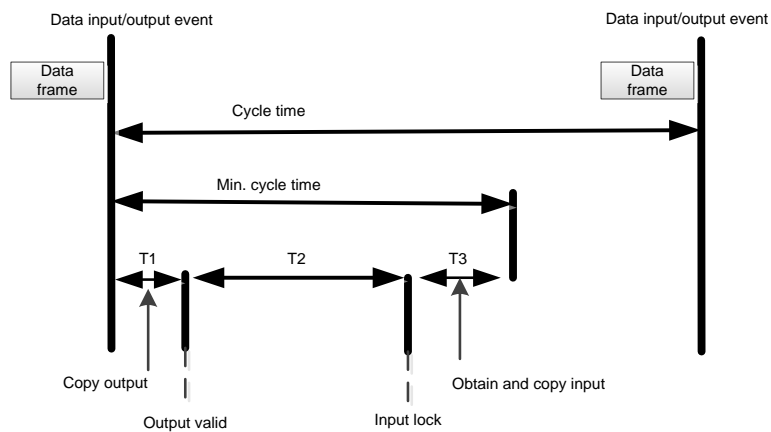 Data input/output event
Data input/output event
Data
frame
Data
frame
Cycle time
Min. cycle time
T1
T2
T3
Copy output
Obtain and copy input
Output valid
Input lock